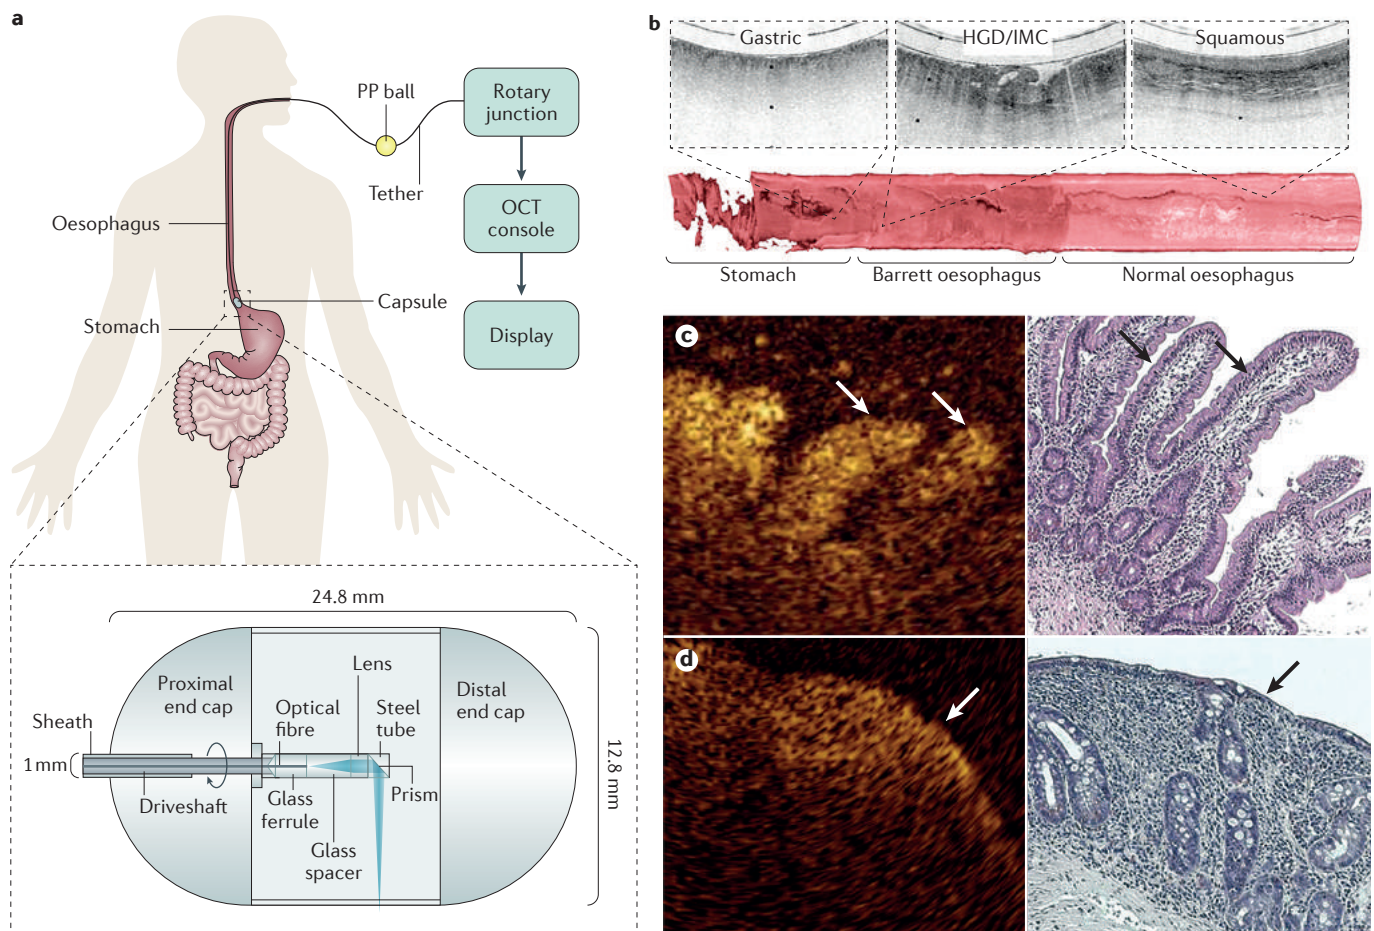 a
PP ball
Rotary
junction
Tether
OCT
console
Oesophagus
Capsule
Stomach
Display
24.8 mm
Lens
Proximal
end cap
Optical
fibre
Steel
tube
Distal
end cap
Sheath
1 mm
12.8 mm
Driveshaft
Glass
ferrule
Prism
Glass
spacer
b
Gastric
HGD/IMC
Squamous
Stomach
Barrett oesophagus
Normal oesophagus
c
d